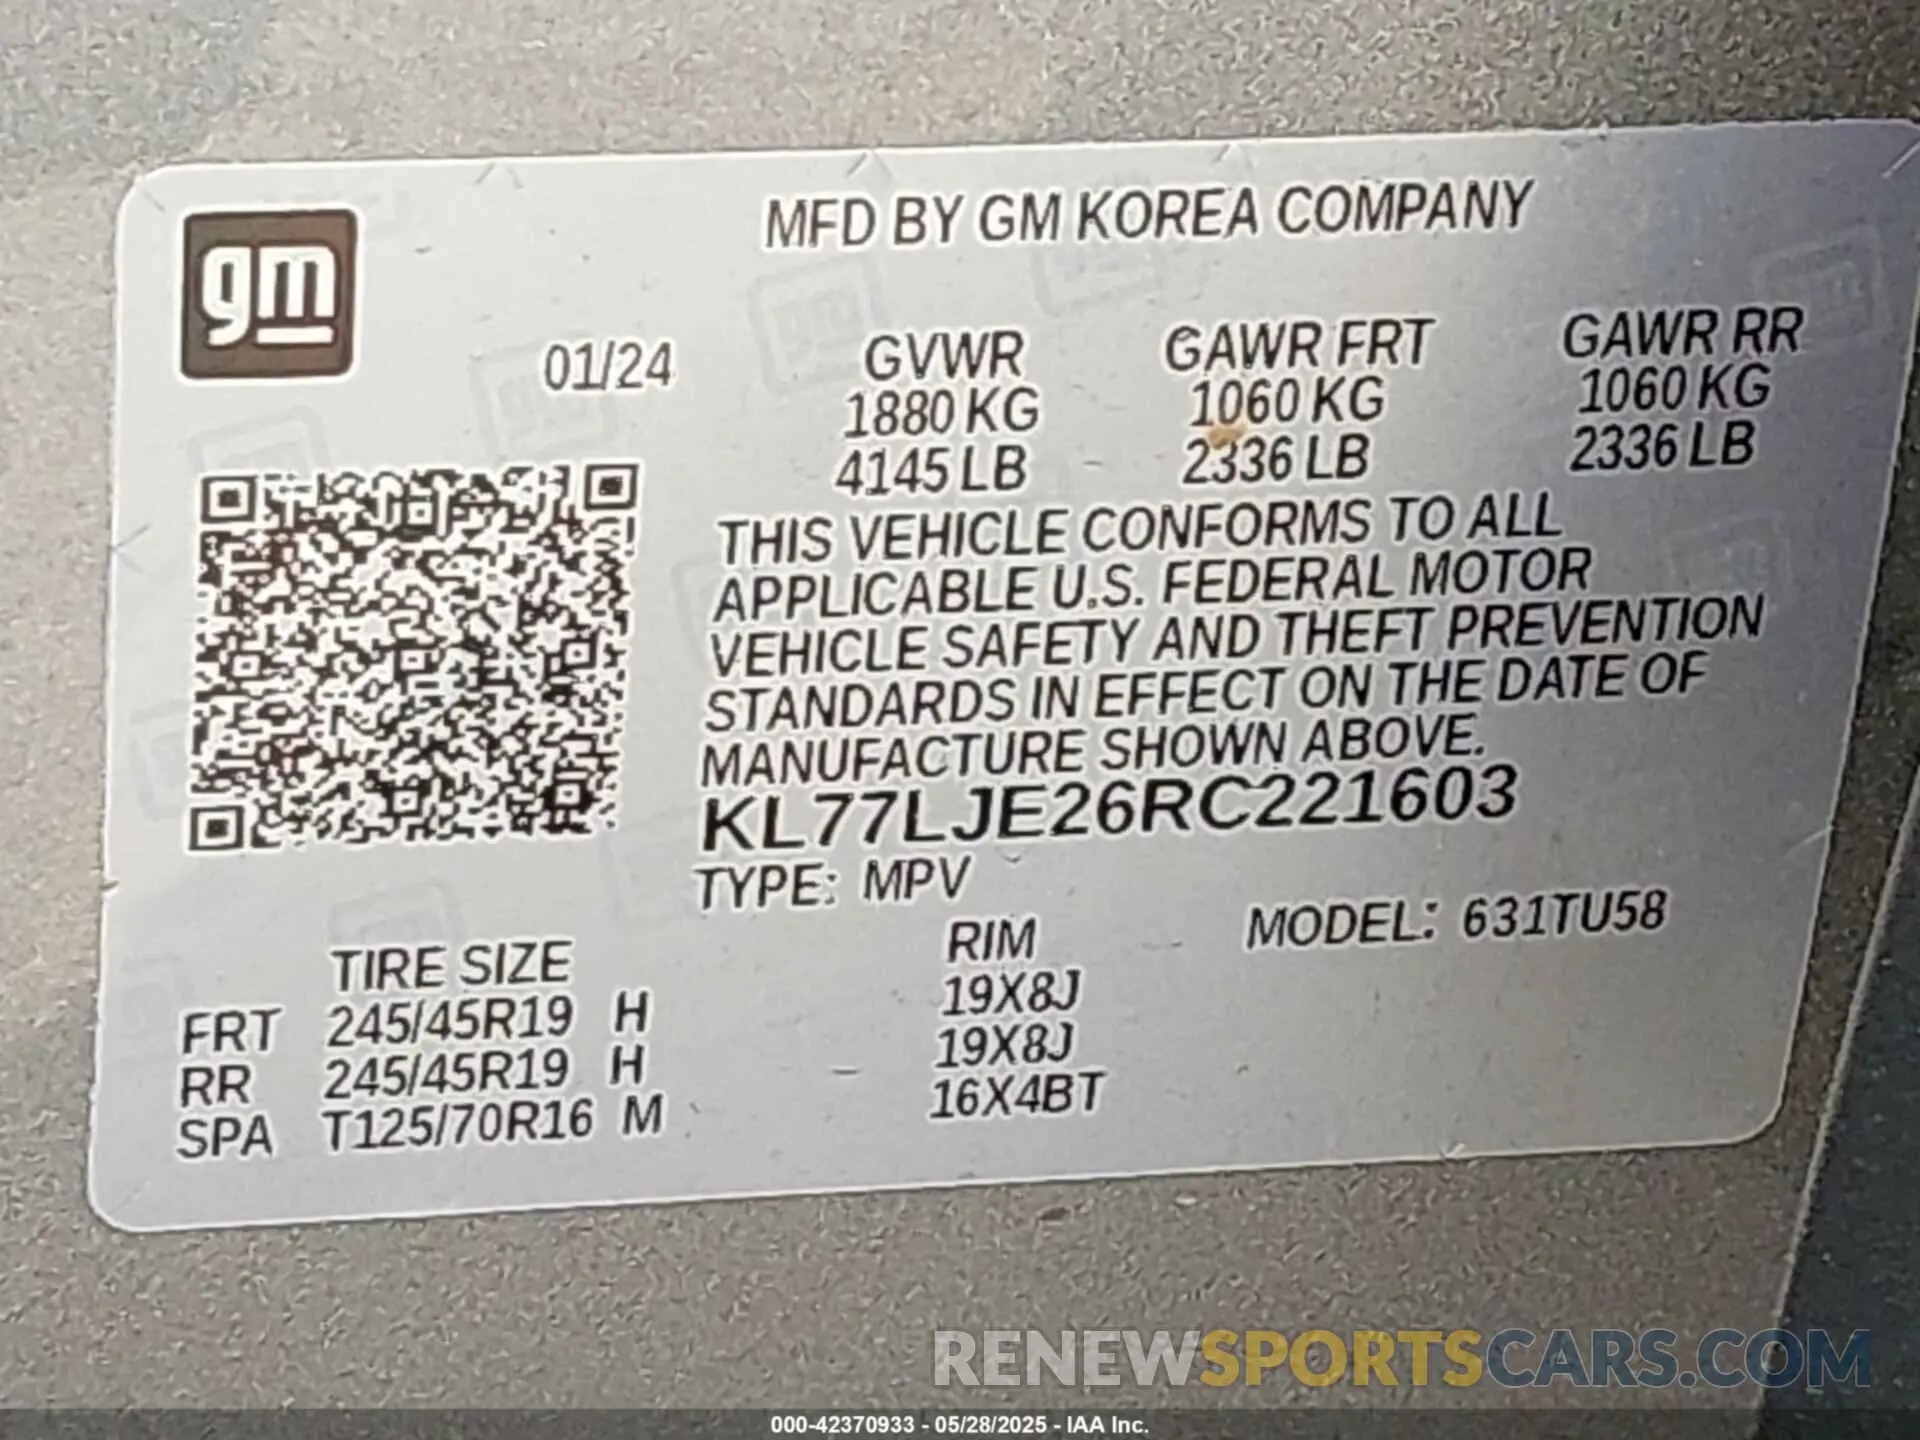 MFD BY GM KOREA COMPANY
gm
01/24
GVWR GAWR FRT GAWR RR
1880 KG 1060 KG 1060 KG
4145 LB 2336 LB 2336 LB
THIS VEHICLE CONFORMS TO ALL
APPLICABLE U.S. FEDERAL MOTOR
VEHICLE SAFETY AND THEFT PREVENTION
STANDARDS IN EFFECT ON THE DATE OF
MANUFACTURE SHOWN ABOVE.
KL77LJE26RC221603
TYPE: MPV
MODEL: 631TU58
TIRE SIZE RIM
FRT 245/45R19 H 19X8J
RR 245/45R19 H 19X8J
SPA T125/70R16 M 16X4BT
RENEWSPORTSCARS.COM
000-42370933 - 05/28/2025 - IAA Inc.